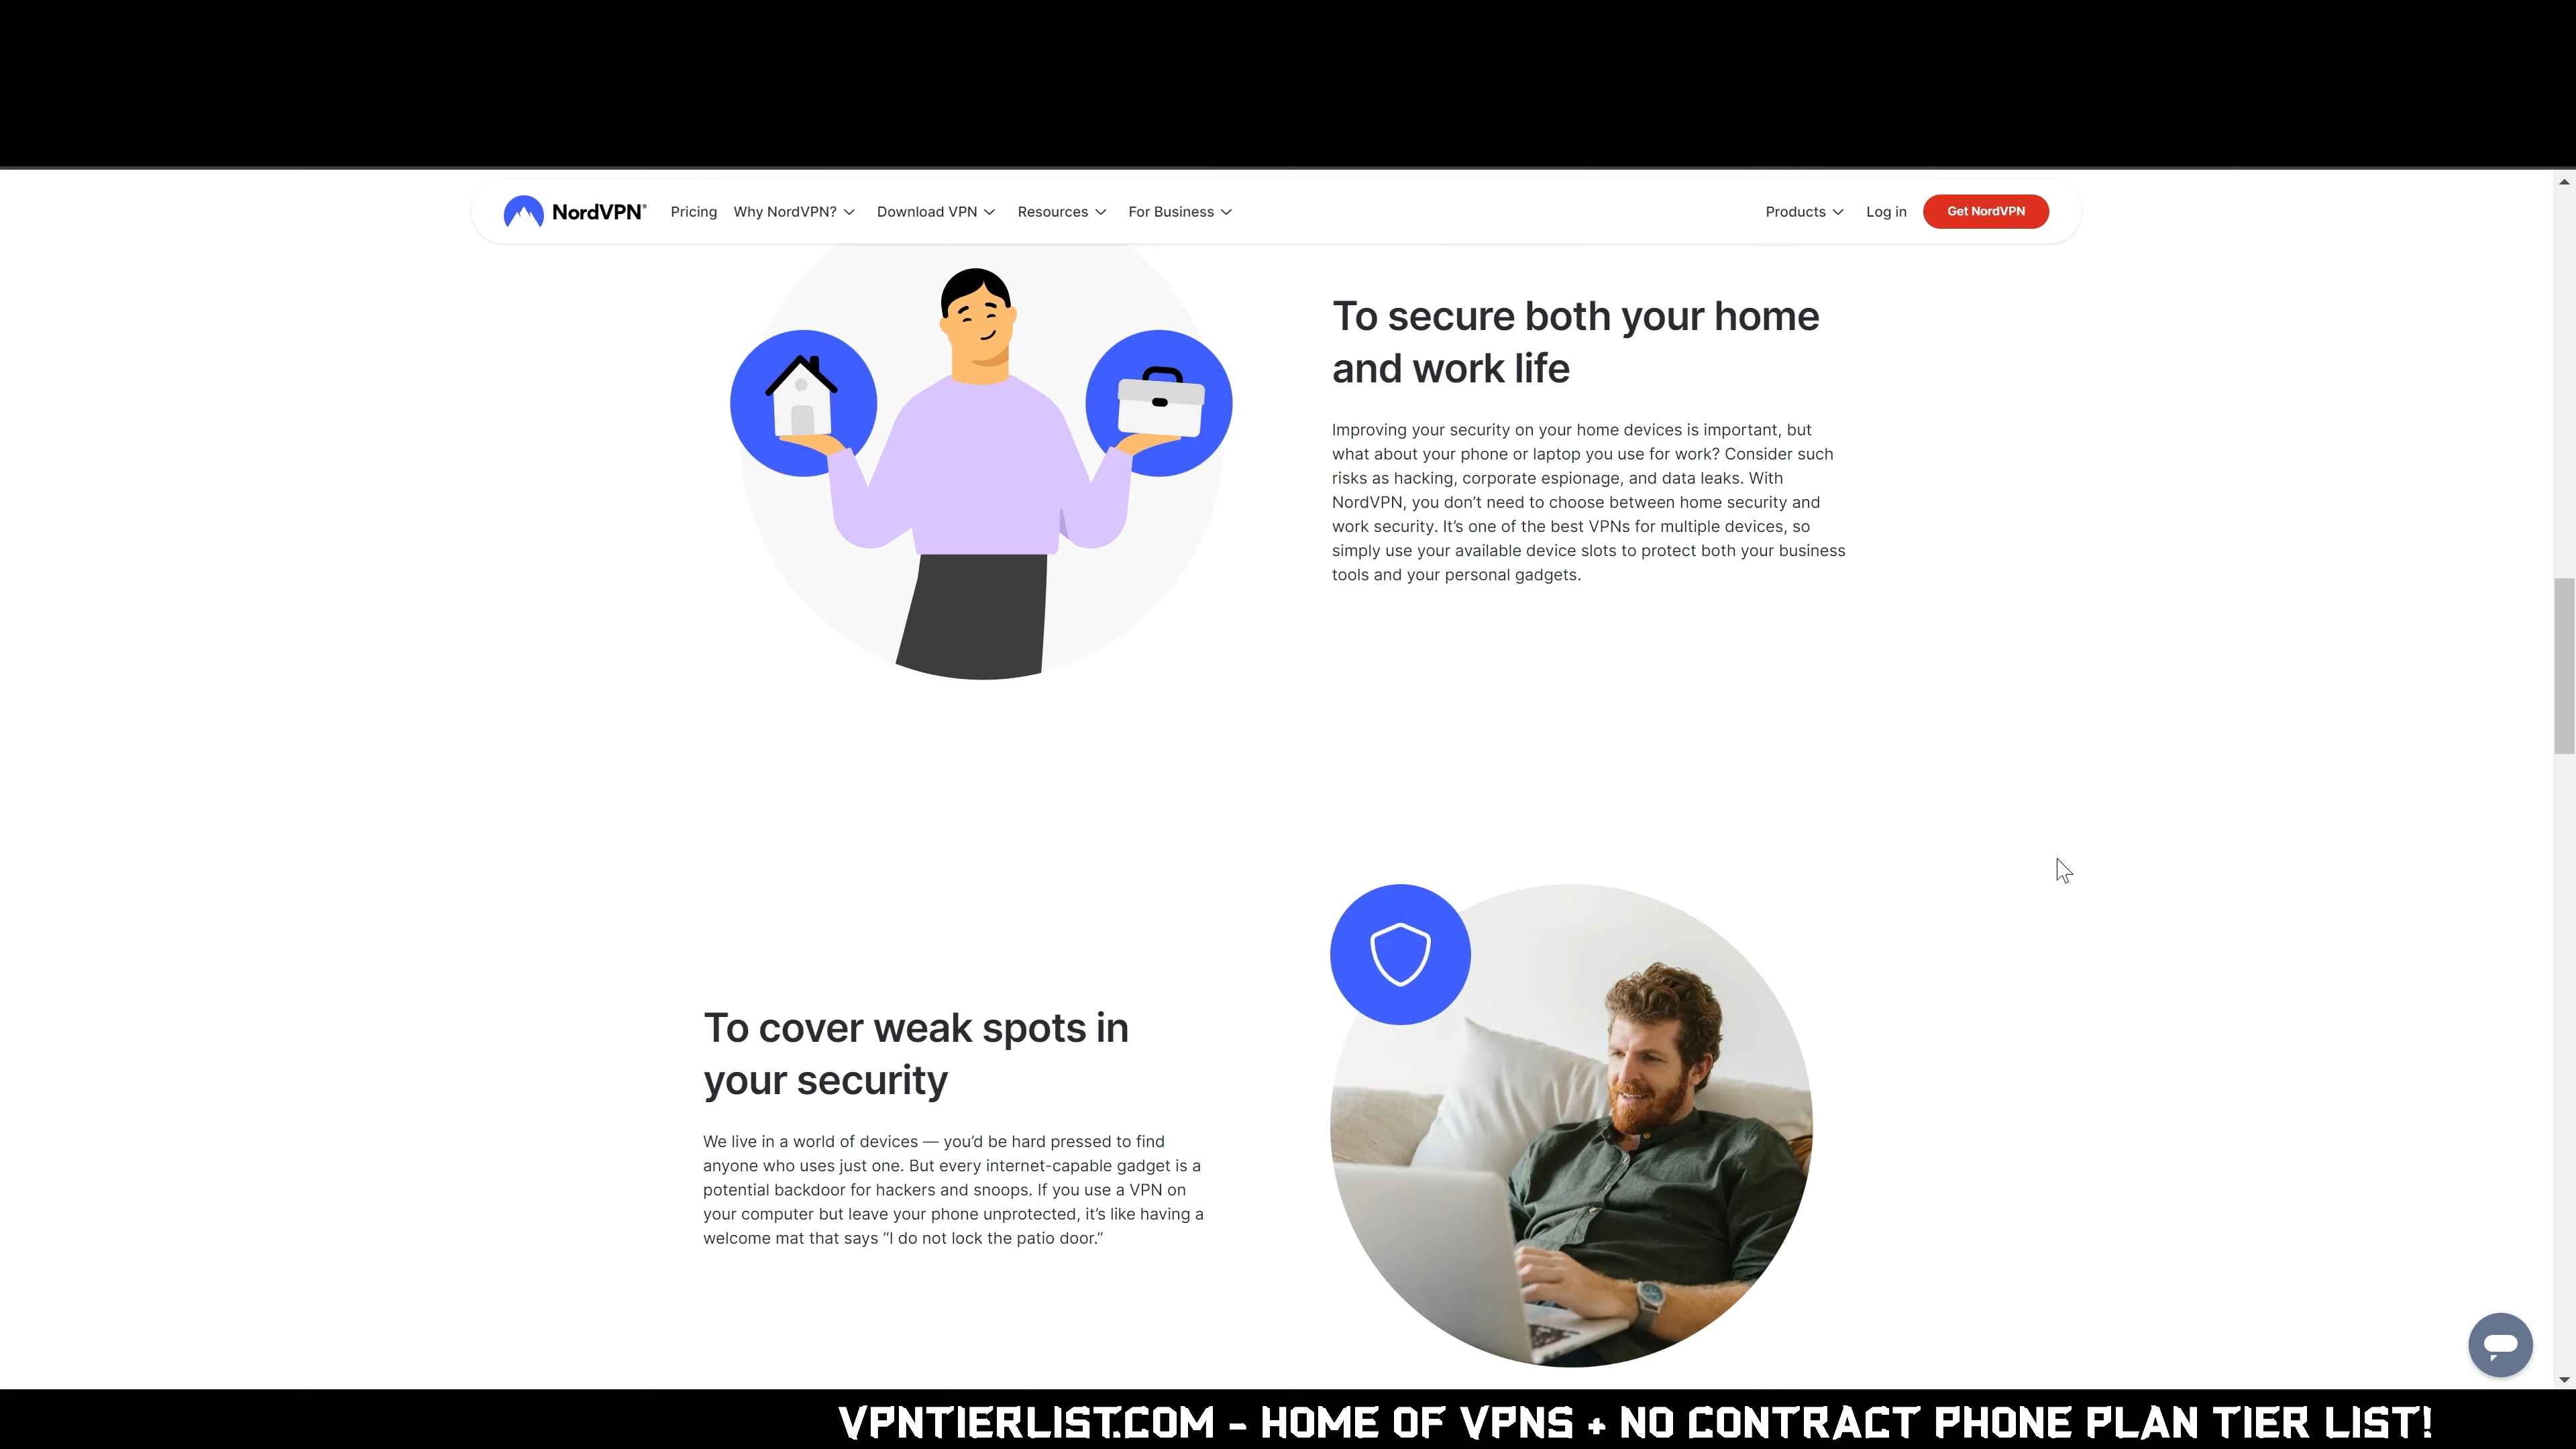 NordVPN® Pricing Why NordVPN? Download VPN Resources For Business Products Log in Get NordVPN
To secure both your home
and work life
Improving your security on your home devices is important, but
what about your phone or laptop you use for work? Consider such
risks as hacking, corporate espionage, and data leaks. With
NordVPN, you don’t need to choose between home security and
work security. It’s one of the best VPNs for multiple devices, so
simply use your available device slots to protect both your business
tools and your personal gadgets.
To cover weak spots in
your security
We live in a world of devices — you’d be hard pressed to find
anyone who uses just one. But every internet-capable gadget is a
potential backdoor for hackers and snoops. If you use a VPN on
your computer but leave your phone unprotected, it’s like having a
welcome mat that says “I do not lock the patio door.”
VPNTIERLIST.COM - HOME OF VPNS + NO CONTRACT PHONE PLAN TIER LIST!